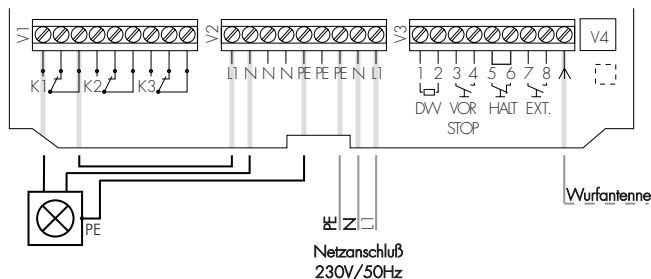 V1 V2 V3 V4
L1 N N N PE PE PE N L1
1 2 3 4 5 6 7 8
K1 K2 K3
DW VOR HALT EXT.
STOP
Wurfantenne
PE
PE N L1
Netzanschluß
230V/50Hz